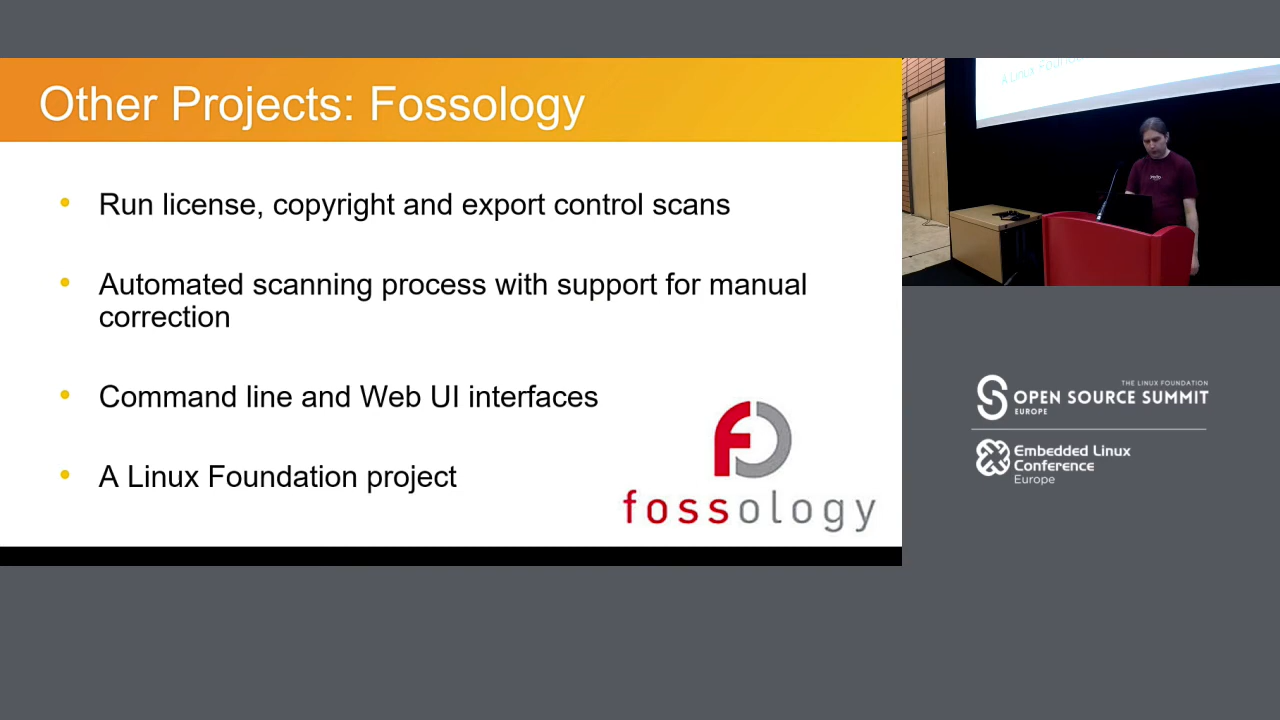 Other Projects: Fossology
• Run license, copyright and export control scans
• Automated scanning process with support for manual
correction
• Command line and Web UI interfaces
• A Linux Foundation project
fossology
A Linux Founda
THE LINUX FOUNDATION
OPEN SOURCE SUMMIT
EUROPE
Embedded Linux
Conference
Europe